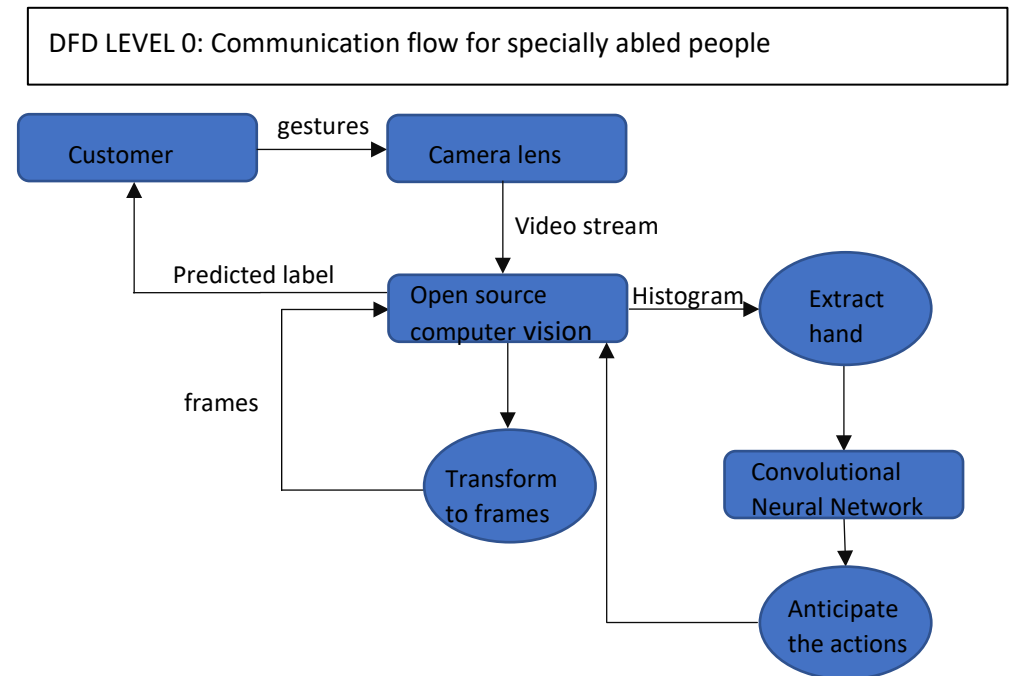 DFD LEVEL 0: Communication flow for specially abled people
gestures
Customer
Camera lens
Video stream
Predicted label
Open source
computer vision
Histogram
Extract
hand
frames
Transform
to frames
Convolutional
Neural Network
Anticipate
the actions